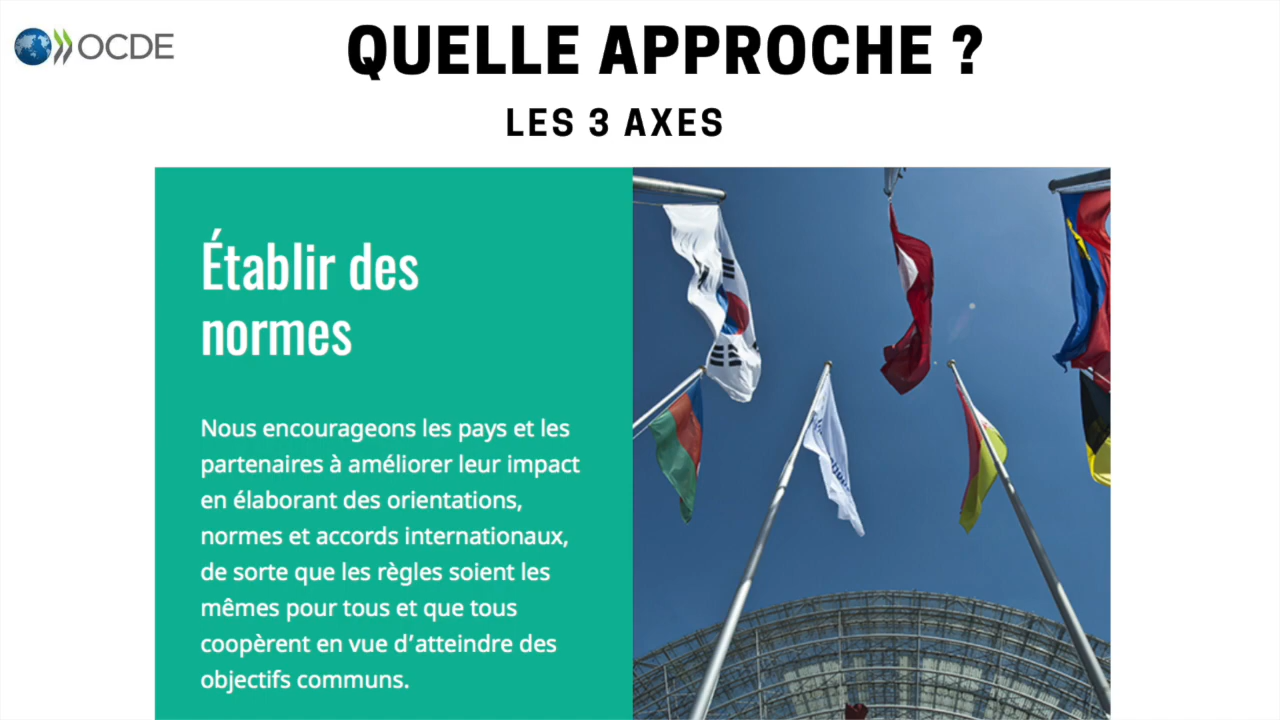 OCDE
QUELLE APPROCHE ?
LES 3 AXES
Établir des
normes
Nous encourageons les pays et les
partenaires à améliorer leur impact
en élaborant des orientations,
normes et accords internationaux,
de sorte que les règles soient les
mêmes pour tous et que tous
coopèrent en vue d’atteindre des
objectifs communs.